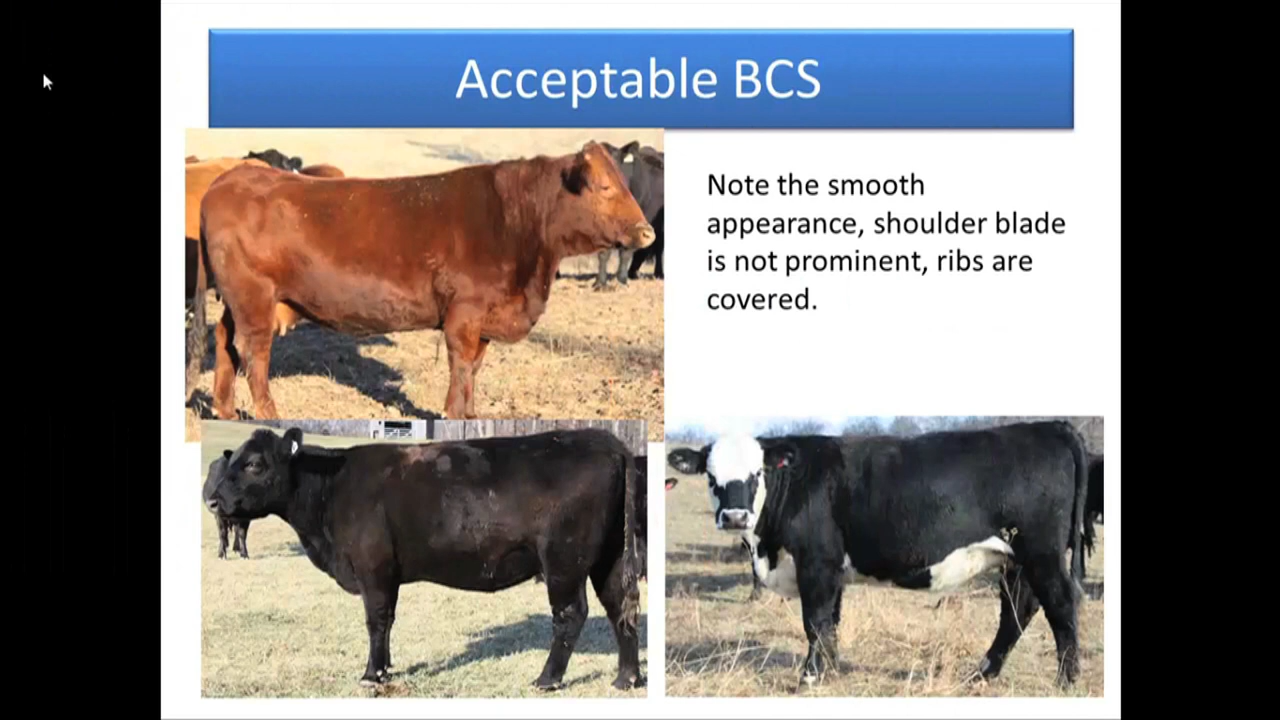 Acceptable BCS
Note the smooth
appearance, shoulder blade
is not prominent, ribs are
covered.